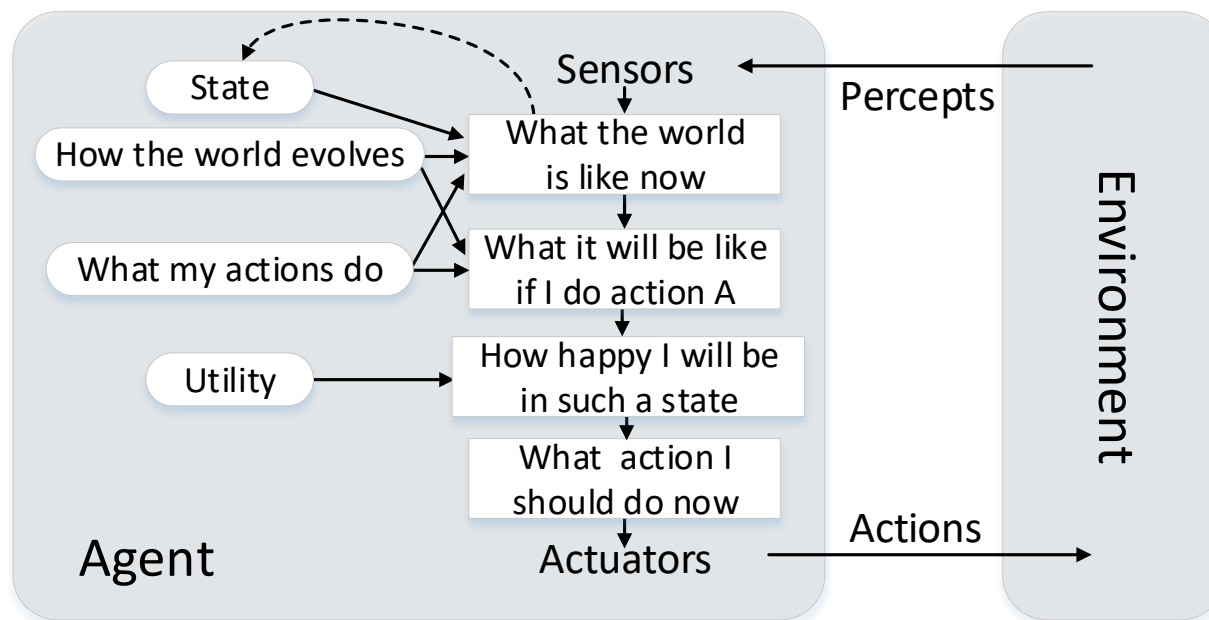 State
Sensors
Percepts
How the world evolves
What the world
is like now
What my actions do
What it will be like
if I do action A
Utility
How happy I will be
in such a state
What action I
should do now
Agent
Actuators
Actions
Environment